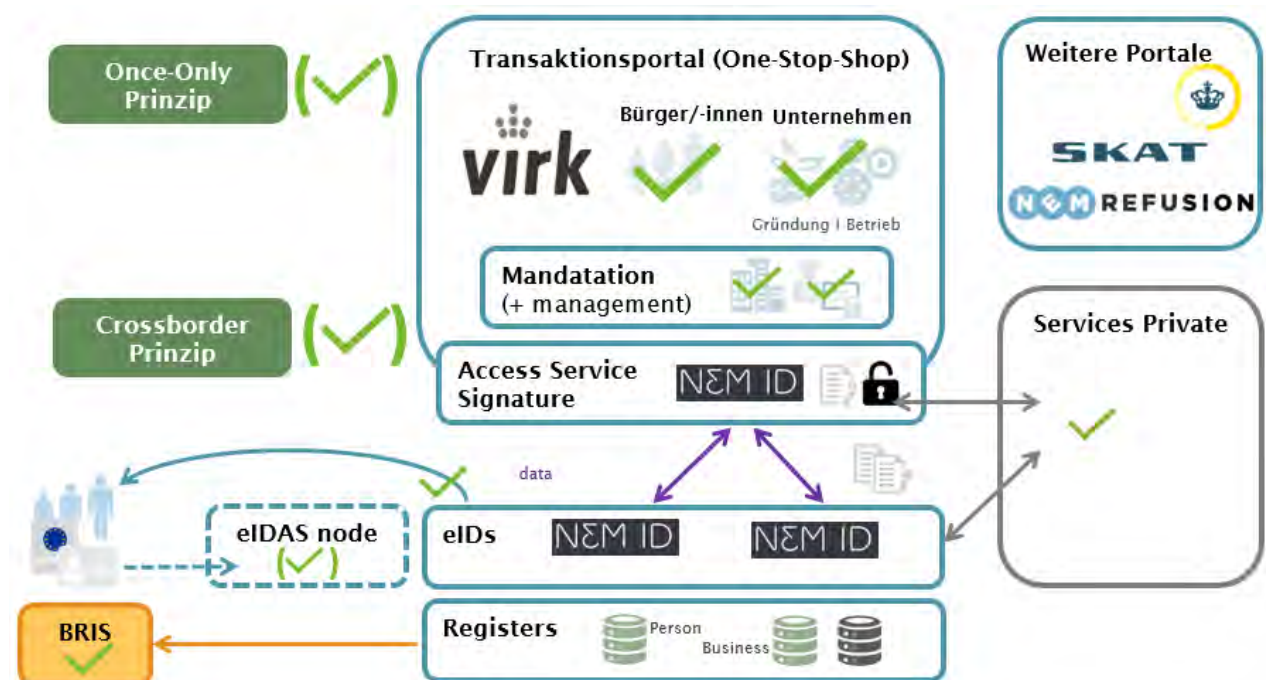 Once-Only
Prinzip
Transaktionsportal (One-Stop-Shop)
virk
Bürger/-innen Unternehmen
Gründung I Betrieb
Mandatation
(+ management)
Weitere Portale
SKAT
NEM REFUSION
Crossborder
Prinzip
Access Service
Signature
NEM ID
Services Private
data
eIDAS node
eIDs
NEM ID
NEM ID
BRIS
Registers
Person
Business